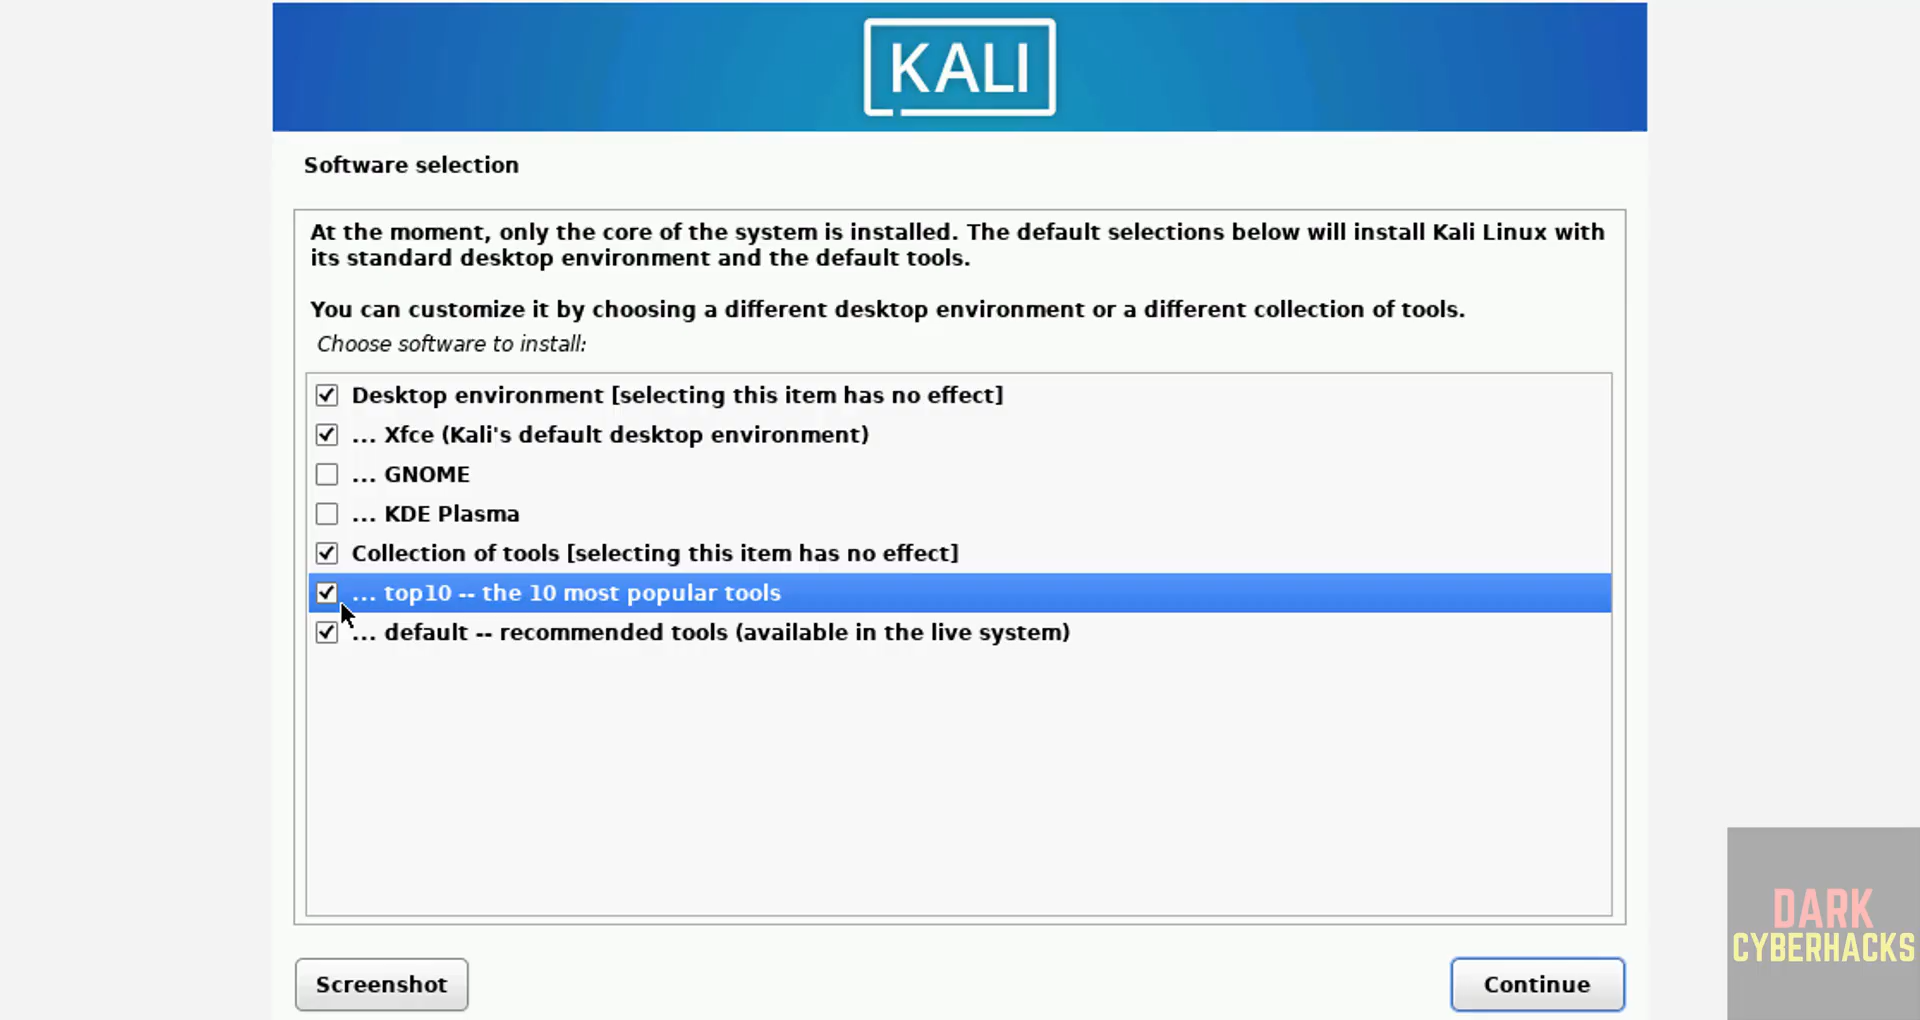 KALI
Software selection
At the moment, only the core of the system is installed. The default selections below will install Kali Linux with
its standard desktop environment and the default tools.
You can customize it by choosing a different desktop environment or a different collection of tools.
Choose software to install:
Desktop environment [selecting this item has no effect]
... Xfce (Kali's default desktop environment)
... GNOME
... KDE Plasma
Collection of tools [selecting this item has no effect]
... top10 -- the 10 most popular tools
... default -- recommended tools (available in the live system)
Screenshot
Continue
DARK
CYBERHACKS